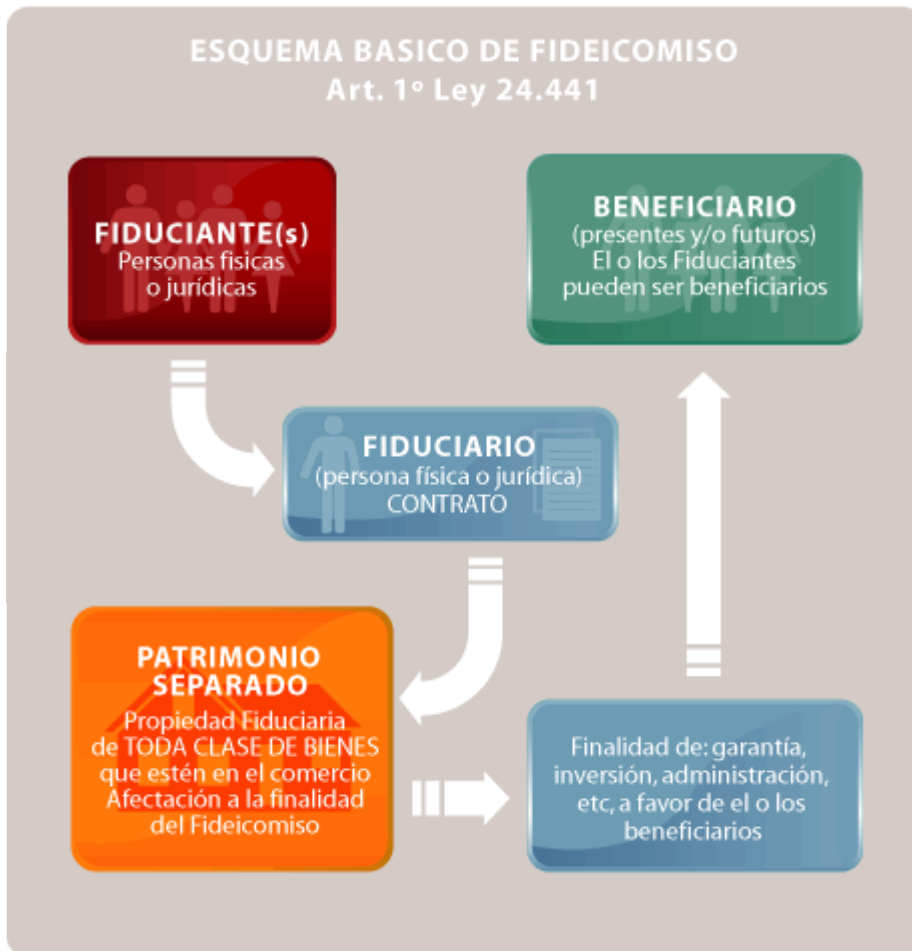 ESQUEMA BASICO DE FIDEICOMISO
Art. 1º Ley 24.441
FIDUCIANTE(s)
Personas fisicas
o jurídicas
BENEFICIARIO
(presentes y/o futuros)
El o los Fiduciantes
pueden ser beneficiarios
FIDUCIARIO
(persona física o jurídica)
CONTRATO
PATRIMONIO
SEPARADO
Propiedad Fiduciaria
de TODA CLASE DE BIENES
que estén en el comercio
Afectación a la finalidad
del Fideicomiso
Finalidad de: garantía,
inversión, administración,
etc, a favor de el o los
beneficiarios